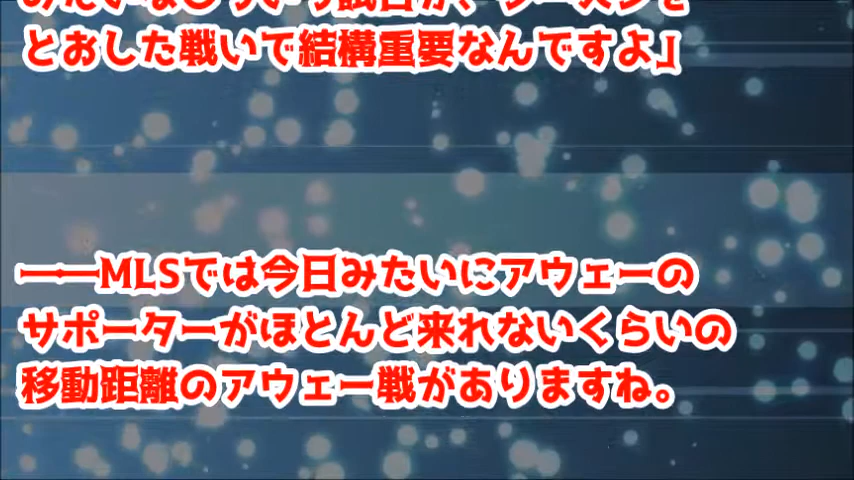 とおした戦いで結構重要なんですよ」
――MLSでは今日みたいにアウェーの
サポーターがほとんど来れないくらいの
移動距離のアウェー戦がありますね。